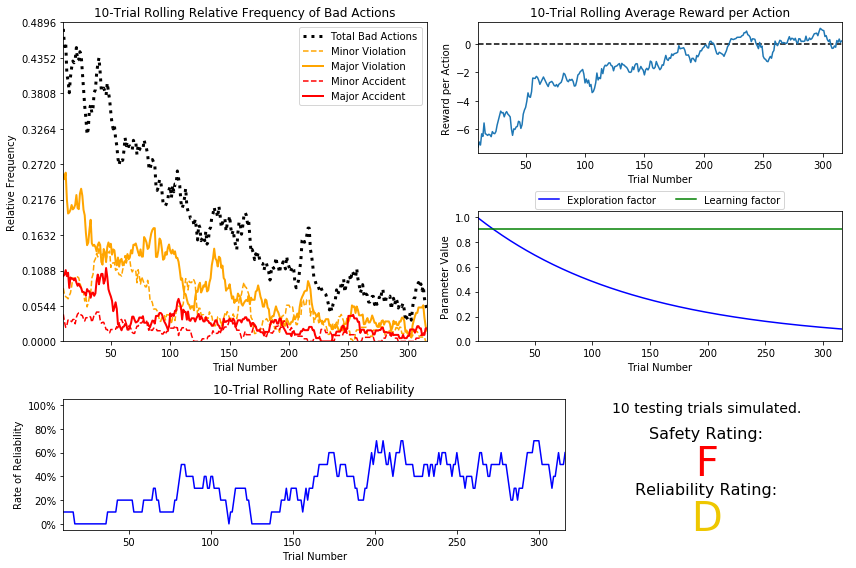 10-Trial Rolling Relative Frequency of Bad Actions
0.4896
0.4352
0.3808
0.3264
0.2720
0.2176
0.1632
0.1088
0.0544
0.0000
Relative Frequency
50
100
150
200
250
300
Trial Number
Total Bad Actions
Minor Violation
Major Violation
Minor Accident
Major Accident
10-Trial Rolling Average Reward per Action
0
−2
−4
−6
Reward per Action
50
100
150
200
250
300
Trial Number
Exploration factor
Learning factor
1.0
0.8
0.6
0.4
0.2
0.0
Parameter Value
50
100
150
200
250
300
Trial Number
10-Trial Rolling Rate of Reliability
100%
80%
60%
40%
20%
0%
Rate of Reliability
50
100
150
200
250
300
Trial Number
10 testing trials simulated.
Safety Rating:
F
Reliability Rating:
D